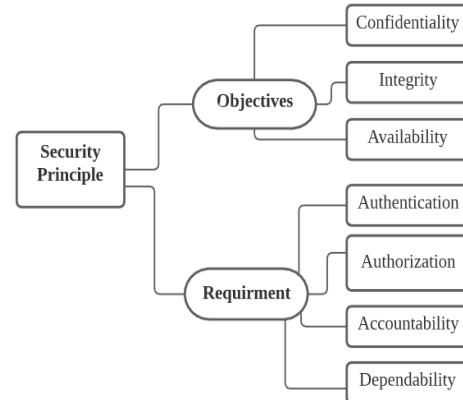 Confidentiality
Integrity
Objectives
Availability
Security
Principle
Authentication
Authorization
Requirment
Accountability
Dependability